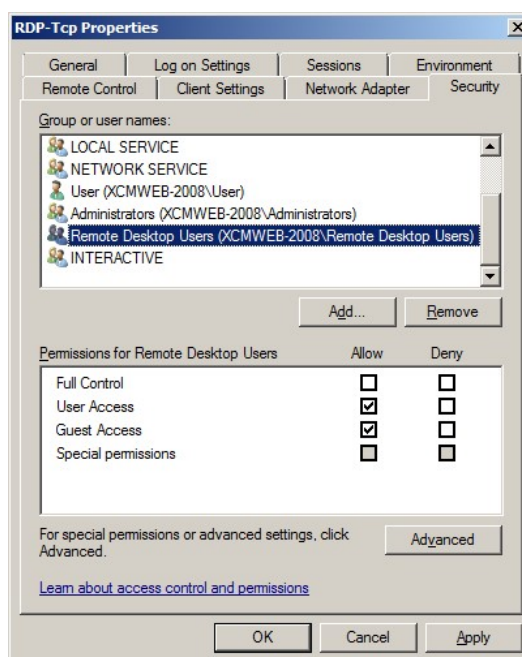 RDP-Tcp Properties
General Log on Settings Sessions Environment
Remote Control Client Settings Network Adapter Security
Group or user names:
LOCAL SERVICE
NETWORK SERVICE
User (XCMWEB-2008\User)
Administrators (XCMWEB-2008\Administrators)
Remote Desktop Users (XCMWEB-2008\Remote Desktop Users)
INTERACTIVE
Add... Remove
Permissions for Remote Desktop Users Allow Deny
Full Control
User Access
Guest Access
Special permissions
For special permissions or advanced settings, click
Advanced. Advanced
Learn about access control and permissions
OK Cancel Apply